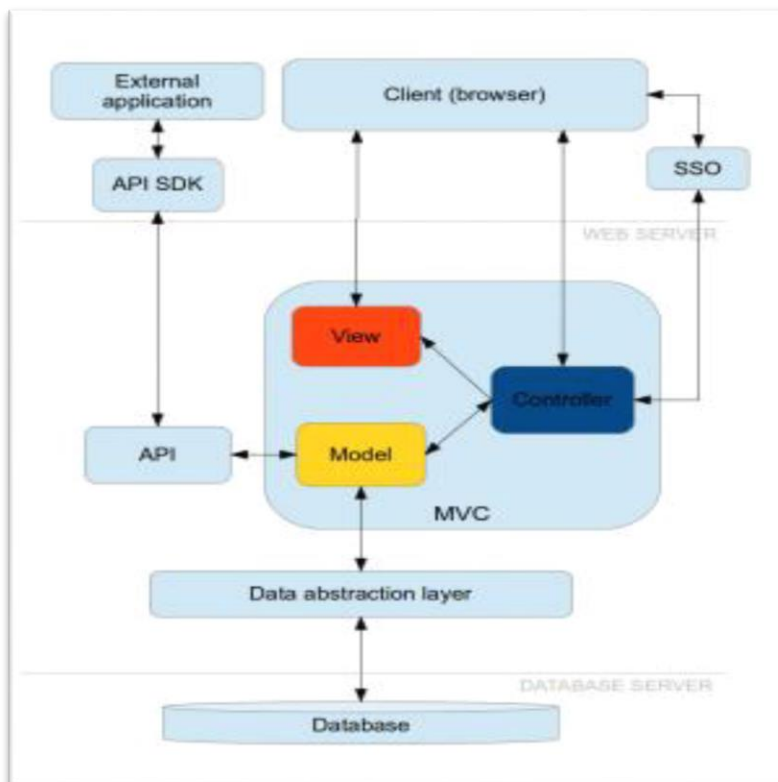 External
application
Client (browser)
API SDK
SSO
WEB SERVER
View
Controller
API
Model
MVC
Data abstraction layer
DATABASE SERVER
Database